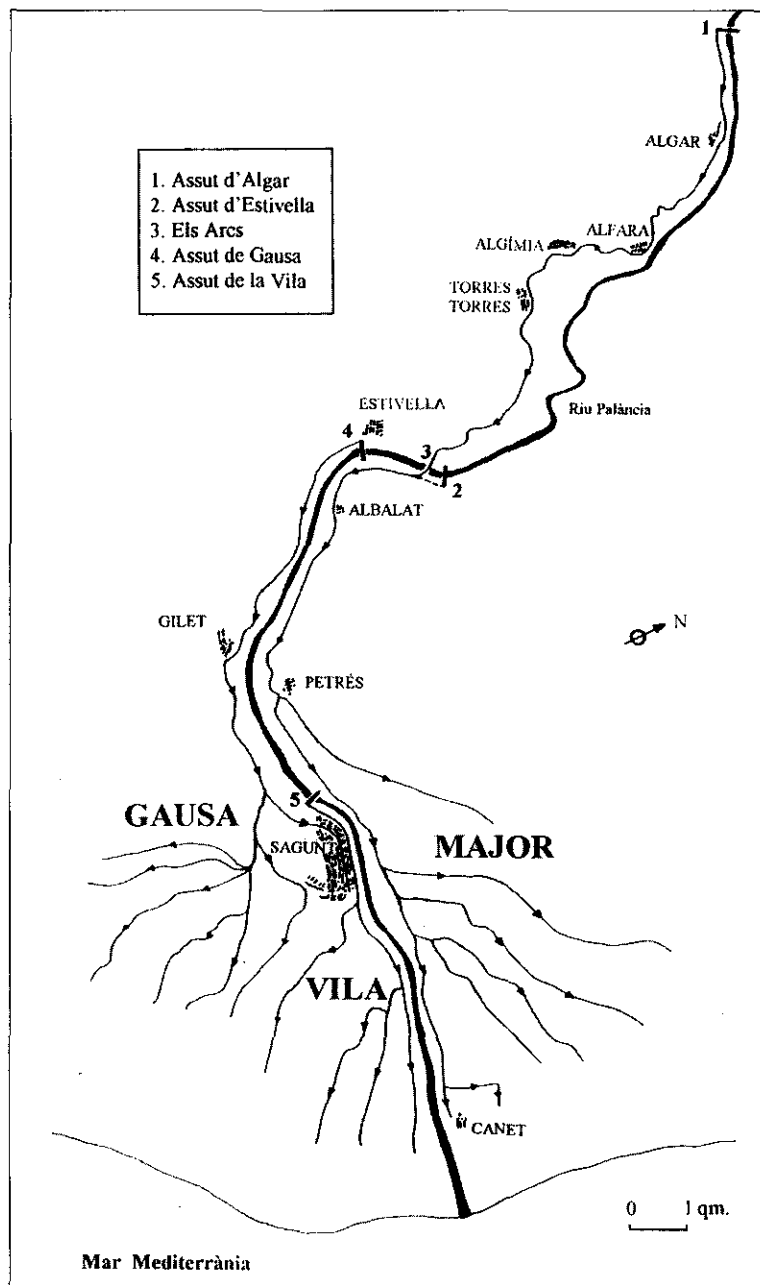 1
ALGAR
1. Assut d'Algar
2. Assut d'Estivella
3. Els Arcs
4. Assut de Gausa
5. Assut de la Vila
ALFARA
ALGÍMIA
TORRES
TORRES
ESTIVELLA
Riu Palància
4
3
2
ALBALAT
GILET
N
PETRÉS
5
GAUSA
SAGUNT
MAJOR
VILA
CANET
0 1 qm.
Mar Mediterrània